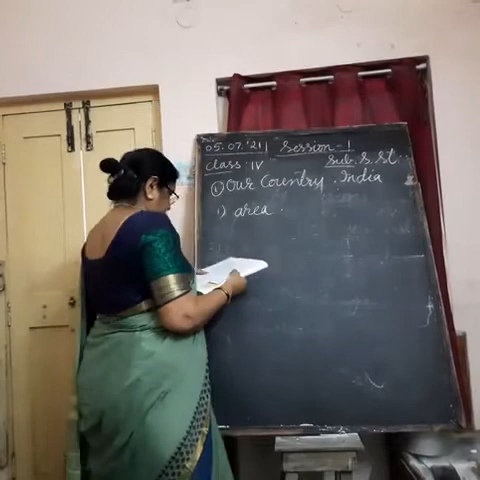 05.07.'21 Session - 1
Class: IV Sub: S. St.
① Our Country : India
i) area .